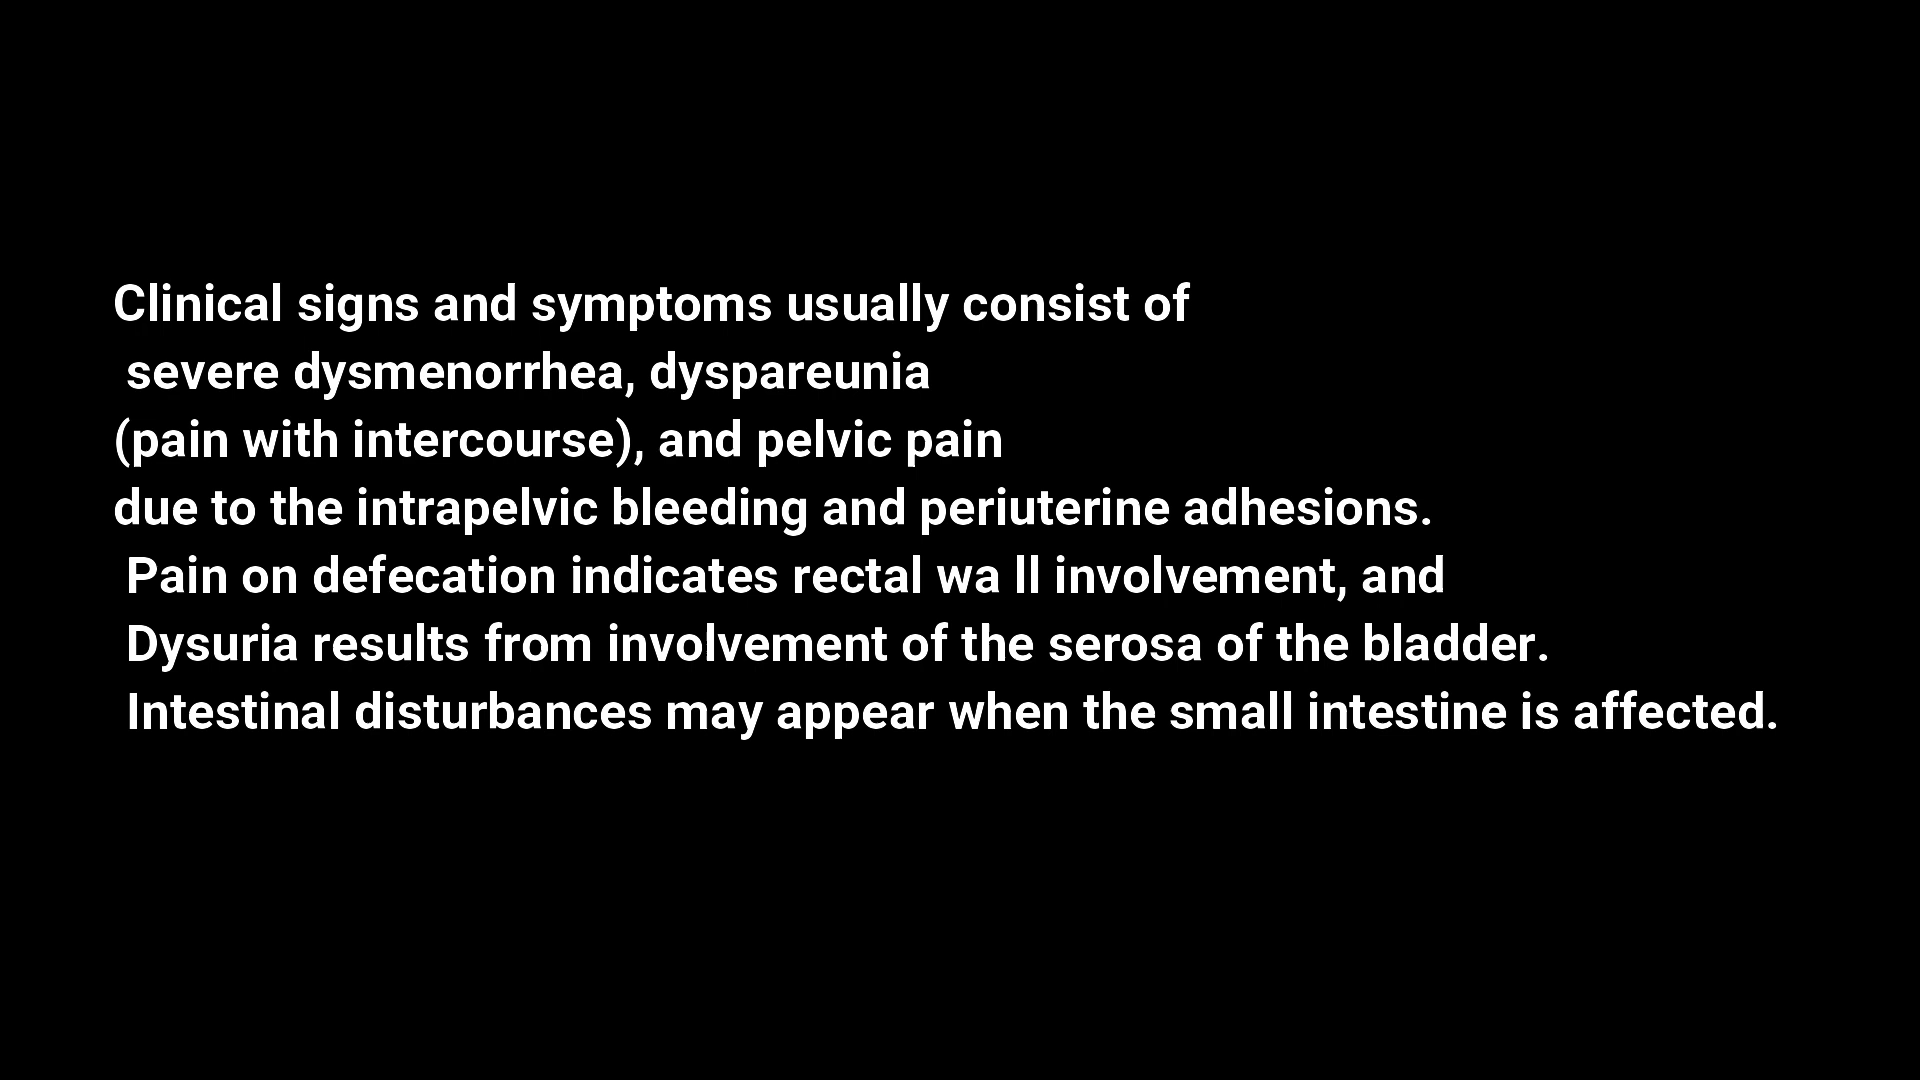 Clinical signs and symptoms usually consist of
severe dysmenorrhea, dyspareunia
(pain with intercourse), and pelvic pain
due to the intrapelvic bleeding and periuterine adhesions.
Pain on defecation indicates rectal wa ll involvement, and
Dysuria results from involvement of the serosa of the bladder.
Intestinal disturbances may appear when the small intestine is affected.